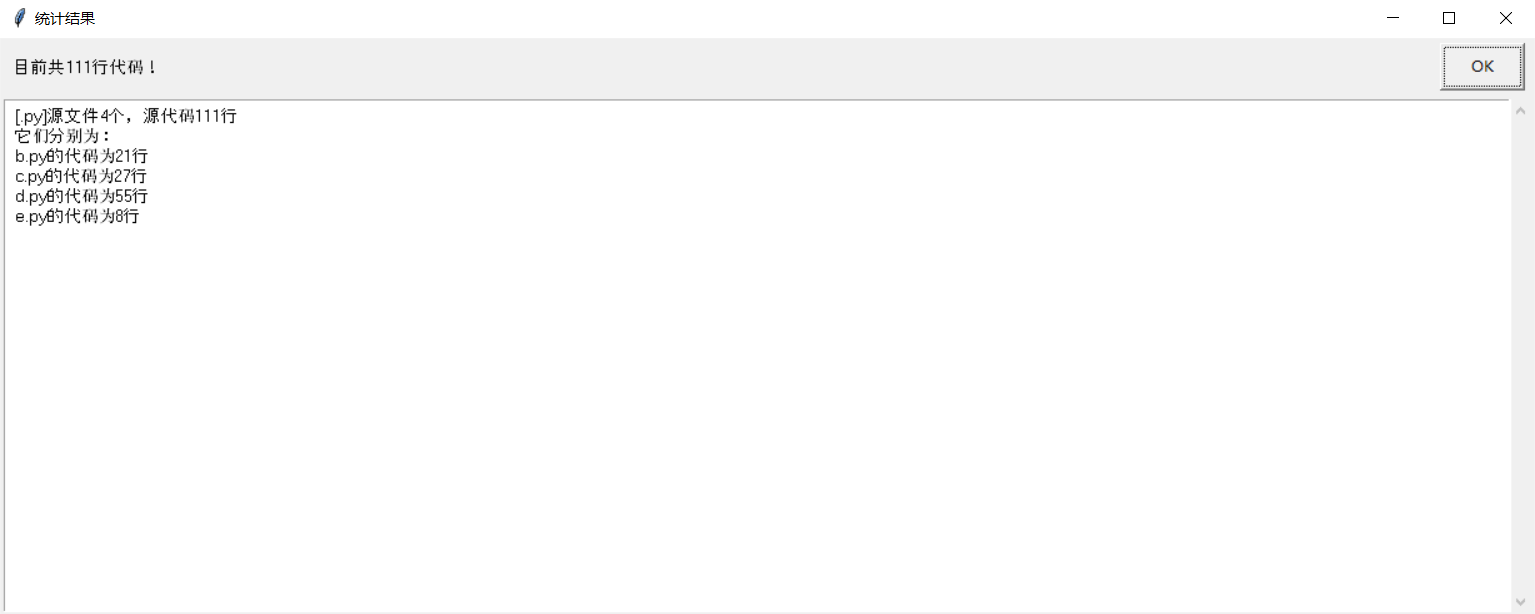 统计结果
目前共111行代码！
OK
[.py]源文件4个，源代码111行
它们分别为：
b.py的代码为21行
c.py的代码为27行
d.py的代码为55行
e.py的代码为8行